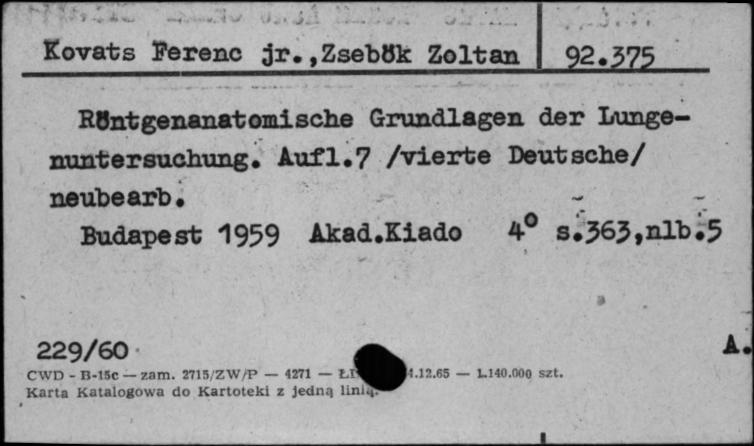 Kovats Ferenc jr.,Zsebök Zoltan 92.375
Röntgenanatomische Grundlagen der Lunge-
nuntersuchung. Aufl.7 /vierte Deutsche/
neubearb.
Budapest 1959 Akad.Kiado 4° s.363,nlb.5
229/60
A.
CWD - B-15c — zam. 2715/ZW/P — 4271 — .12.65 — 1.140.000 szt.
Karta Katalogowa do Kartoteki z jedną linią.